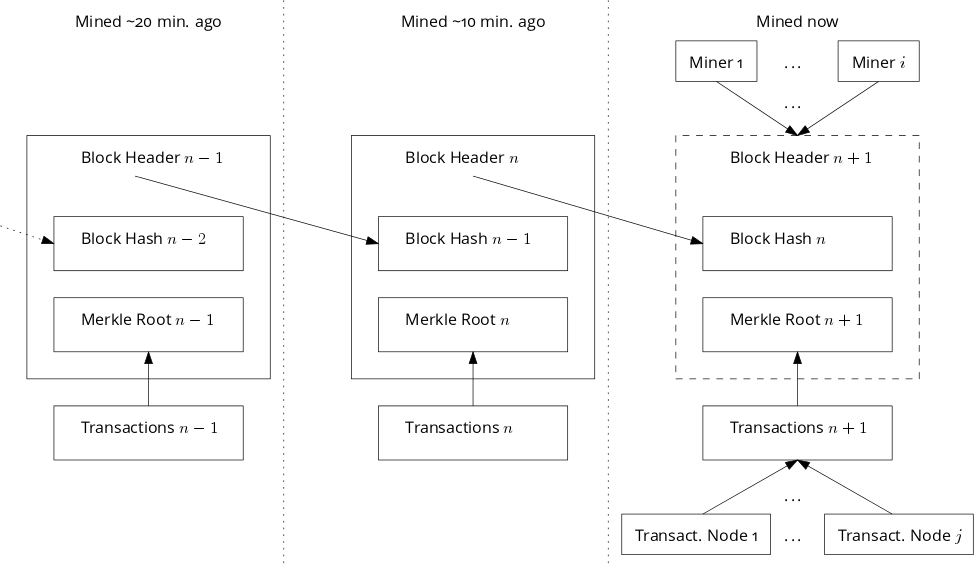 Mined ~20 min. ago
Mined ~10 min. ago
Mined now
Miner 1
...
Miner i
...
Block Header n − 1
Block Header n
Block Header n + 1
Block Hash n − 2
Block Hash n − 1
Block Hash n
Merkle Root n − 1
Merkle Root n
Merkle Root n + 1
Transactions n − 1
Transactions n
Transactions n + 1
...
Transact. Node 1
...
Transact. Node j